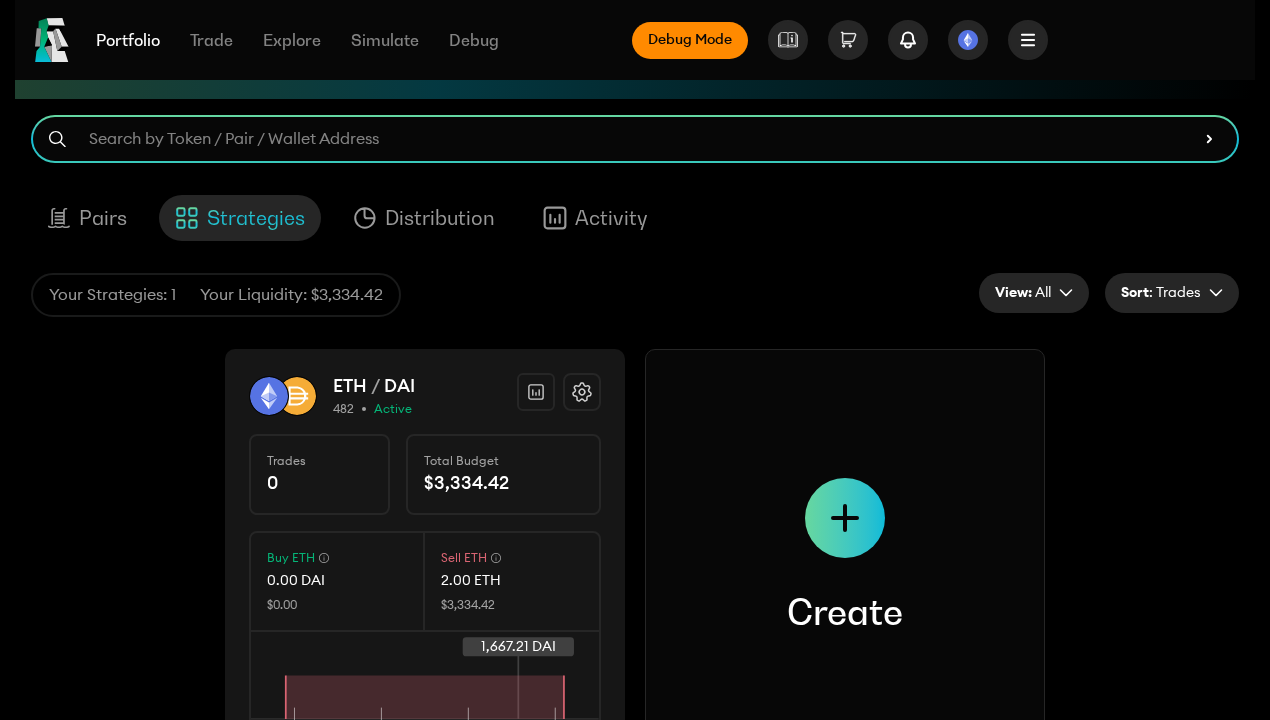 Portfolio Trade Explore Simulate Debug Debug Mode
Search by Token / Pair / Wallet Address
Pairs Strategies Distribution Activity
Your Strategies: 1 Your Liquidity: $3,334.42 View: All Sort: Trades
ETH / DAI
482 • Active
Trades Total Budget
0 $3,334.42
Buy ETH Sell ETH
0.00 DAI 2.00 ETH
$0.00 $3,334.42
1,667.21 DAI
Create